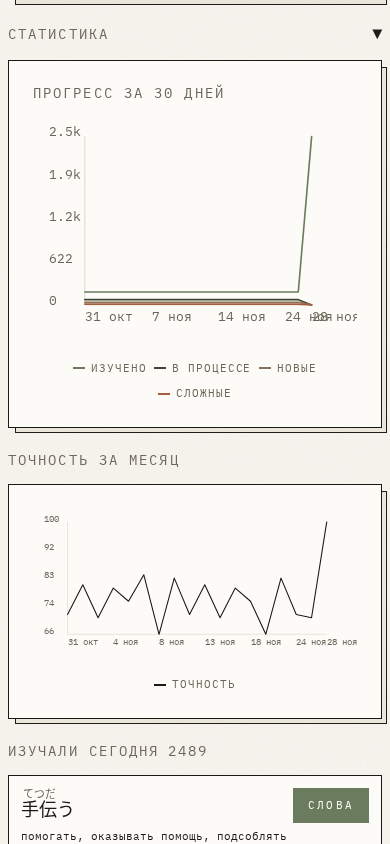 СТАТИСТИКА ▼
ПРОГРЕСС ЗА 30 ДНЕЙ
2.5k
1.9k
1.2k
622
0
31 окт 7 ноя 14 ноя 24 ноя 28 ноя
ИЗУЧЕНО В ПРОЦЕССЕ НОВЫЕ
СЛОЖНЫЕ
ТОЧНОСТЬ ЗА МЕСЯЦ
100
92
83
74
66
31 окт 4 ноя 8 ноя 13 ноя 18 ноя 24 ноя 28 ноя
ТОЧНОСТЬ
ИЗУЧАЛИ СЕГОДНЯ 2489
てつだ
手伝う
СЛОВА
помогать, оказывать помощь, подсоблять